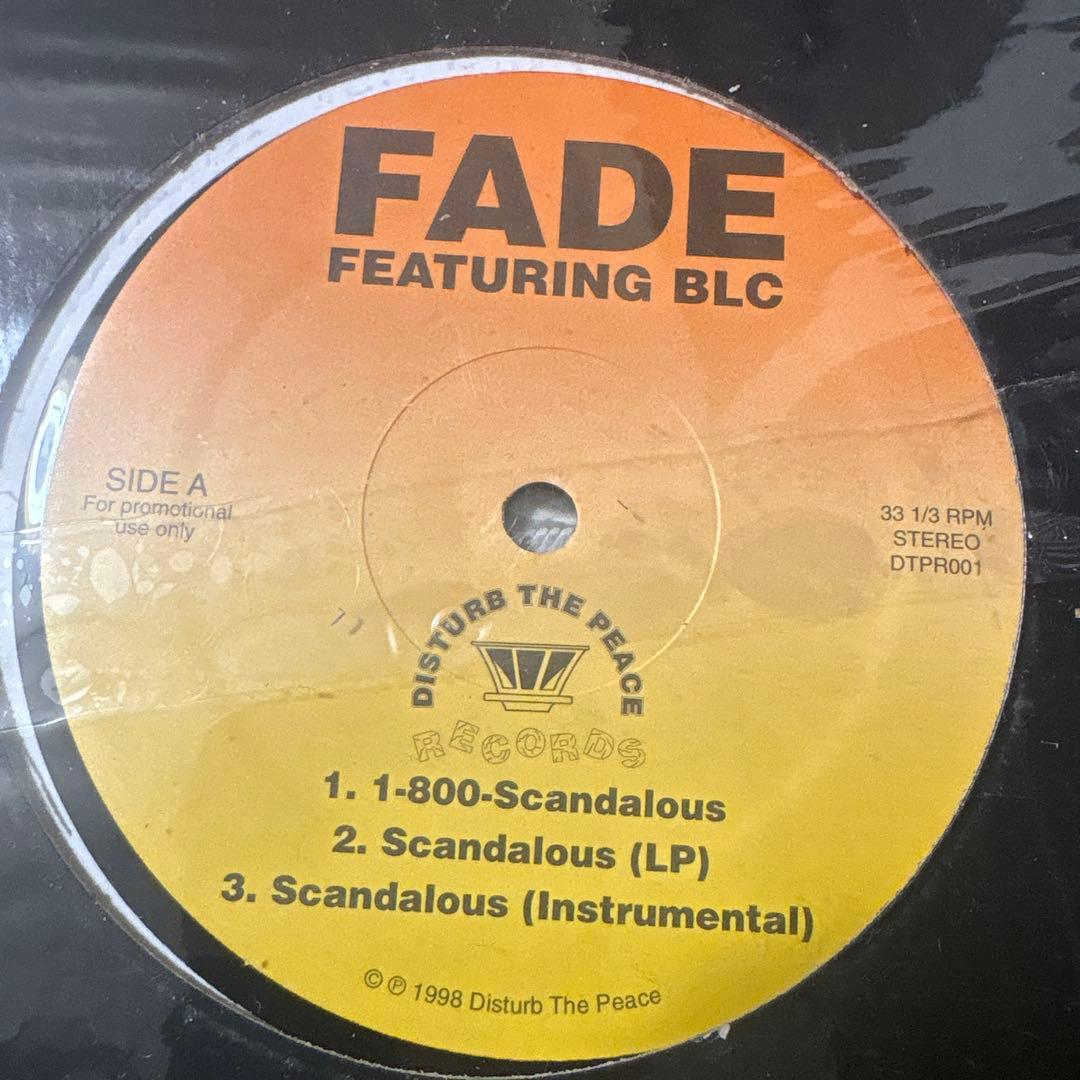 FADE
FEATURING BLC
SIDE A
For promotional
use only
33 1/3 RPM
STEREO
DTPR001
DISTURB THE PEACE
RECORDS
1. 1-800-Scandalous
2. Scandalous (LP)
3. Scandalous (Instrumental)
© ℗ 1998 Disturb The Peace